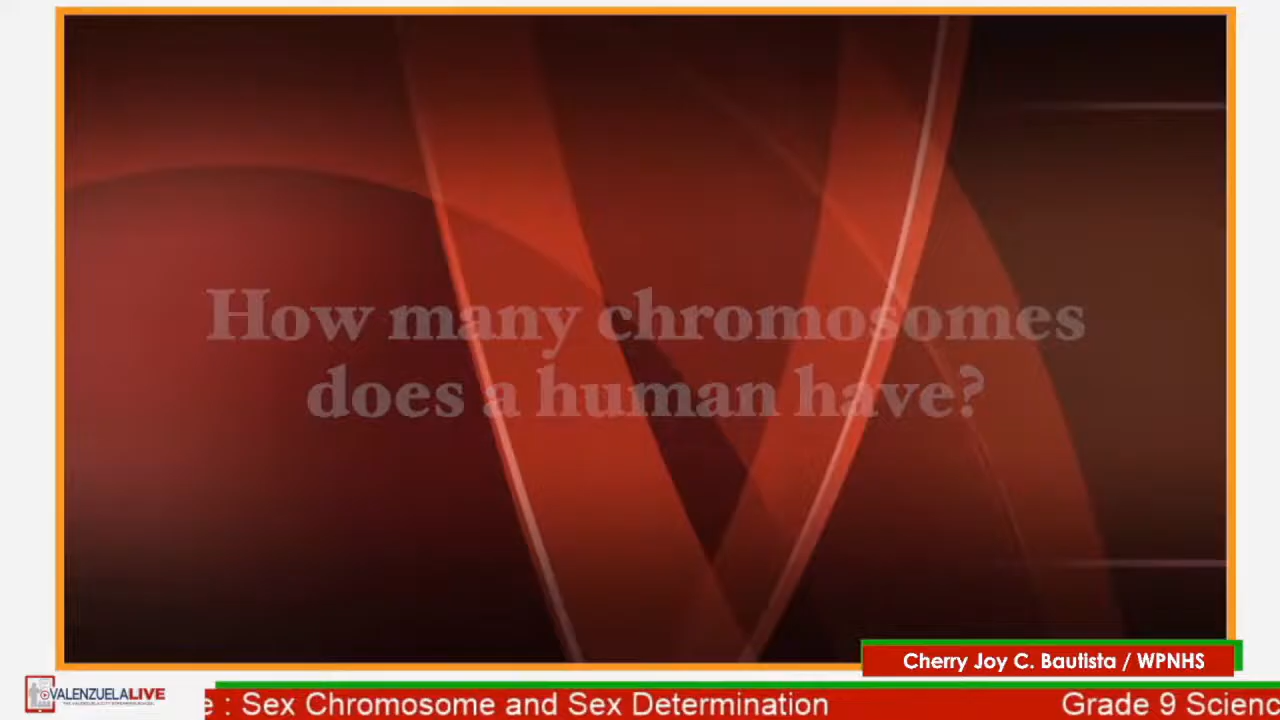 How many chromosomes
does a human have?
Cherry Joy C. Bautista / WPNHS
VALENZUELALIVE
e : Sex Chromosome and Sex Determination
Grade 9 Scienc